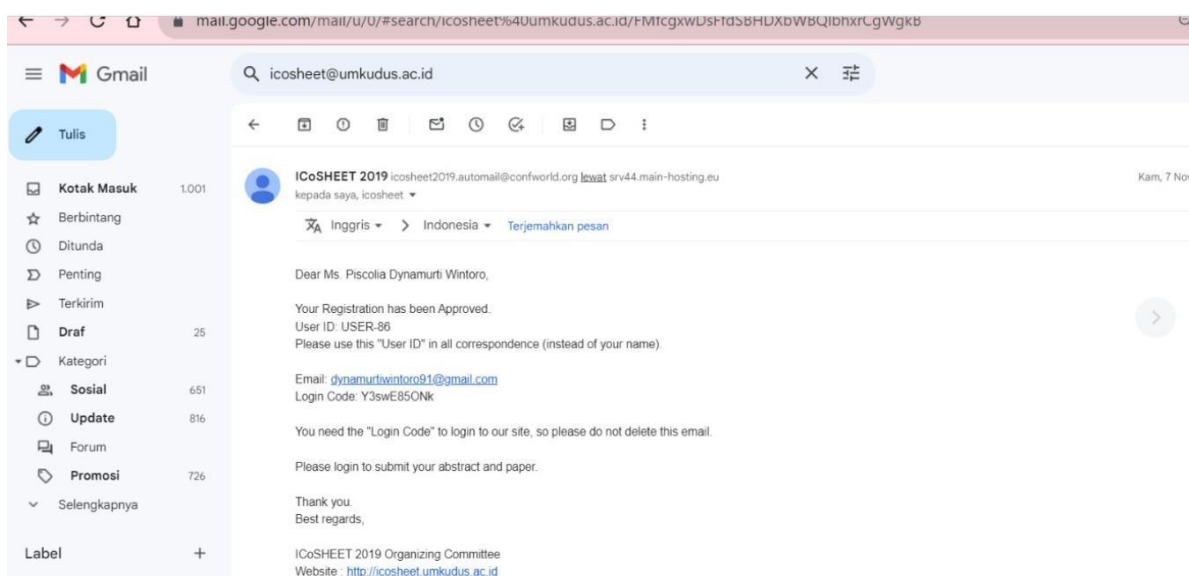 mail.google.com/mail/u/0/#search/icosheet%40umkudus.ac.id/FMfcgxwDsFfdSBHDXbWBQlbhxrCgWgkB
Gmail
icosheet@umkudus.ac.id
Tulis
Kotak Masuk 1.001
Berbintang
Ditunda
Penting
Terkirim
Draf 25
Kategori
Sosial 651
Update 816
Forum
Promosi 726
Selengkapnya
Label +
ICoSHEET 2019 icosheet2019.automail@confworld.org lewat srv44.main-hosting.eu
Kam, 7 Nov
kepada saya, icosheet
Inggris > Indonesia Terjemahkan pesan
Dear Ms. Piscolia Dynamurti Wintoro,
Your Registration has been Approved.
User ID: USER-86
Please use this "User ID" in all correspondence (instead of your name).
Email: dynamurtiwintoro91@gmail.com
Login Code: Y3swE85ONk
You need the "Login Code" to login to our site, so please do not delete this email.
Please login to submit your abstract and paper.
Thank you.
Best regards,
ICoSHEET 2019 Organizing Committee
Website : http://icosheet.umkudus.ac.id